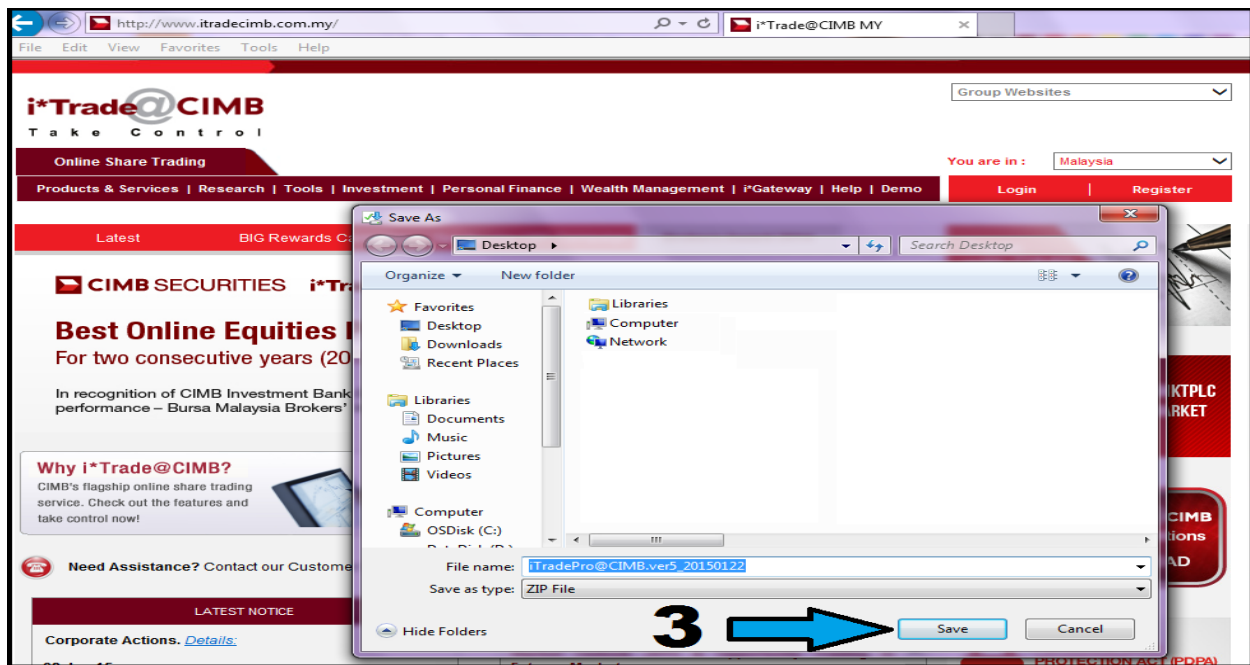 http://www.itradecimb.com.my/
i*Trade@CIMB MY
File Edit View Favorites Tools Help
Group Websites
i*Trade@CIMB
Take Control
Online Share Trading
You are in : Malaysia
Products & Services | Research | Tools | Investment | Personal Finance | Wealth Management | i*Gateway | Help | Demo
Login | Register
Latest
BIG Rewards
CIMB SECURITIES
Best Online Equities
For two consecutive years
In recognition of CIMB Investment Bank
performance – Bursa Malaysia Brokers'
Why i*Trade@CIMB?
CIMB's flagship online share trading
service. Check out the features and
take control now!
Need Assistance? Contact our
LATEST NOTICE
Corporate Actions. Details:
Save As
Desktop
Search Desktop
Organize
New folder
Favorites
Desktop
Downloads
Recent Places
Libraries
Documents
Music
Pictures
Videos
Computer
OSDisk (C:)
Libraries
Computer
Network
File name: iTradePro@CIMB.ver5_20150122
Save as type: ZIP File
Hide Folders
3
Save
Cancel
KTPLC
CIMB
PROTECTION ACT (PDPA)